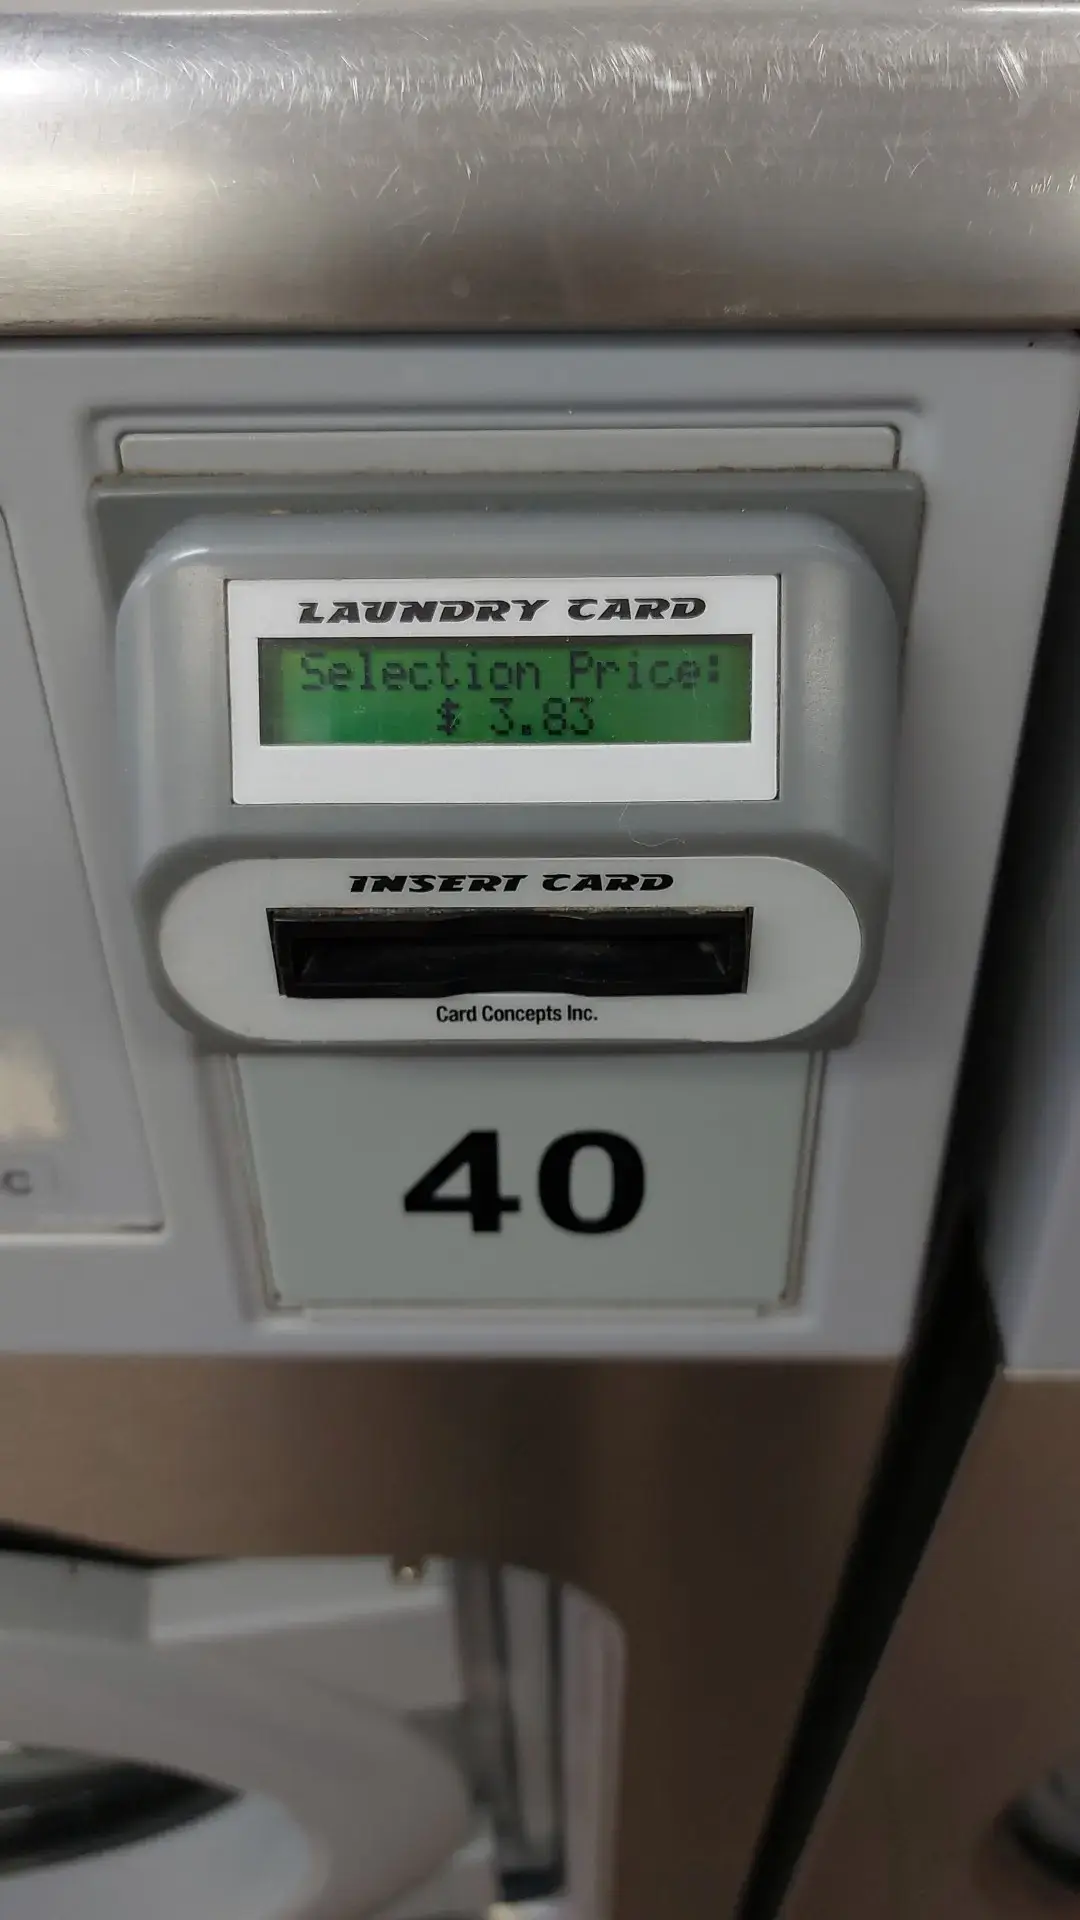 LAUNDRY CARD
Selection Price:
$ 3.83
INSERT CARD
Card Concepts Inc.
40
C